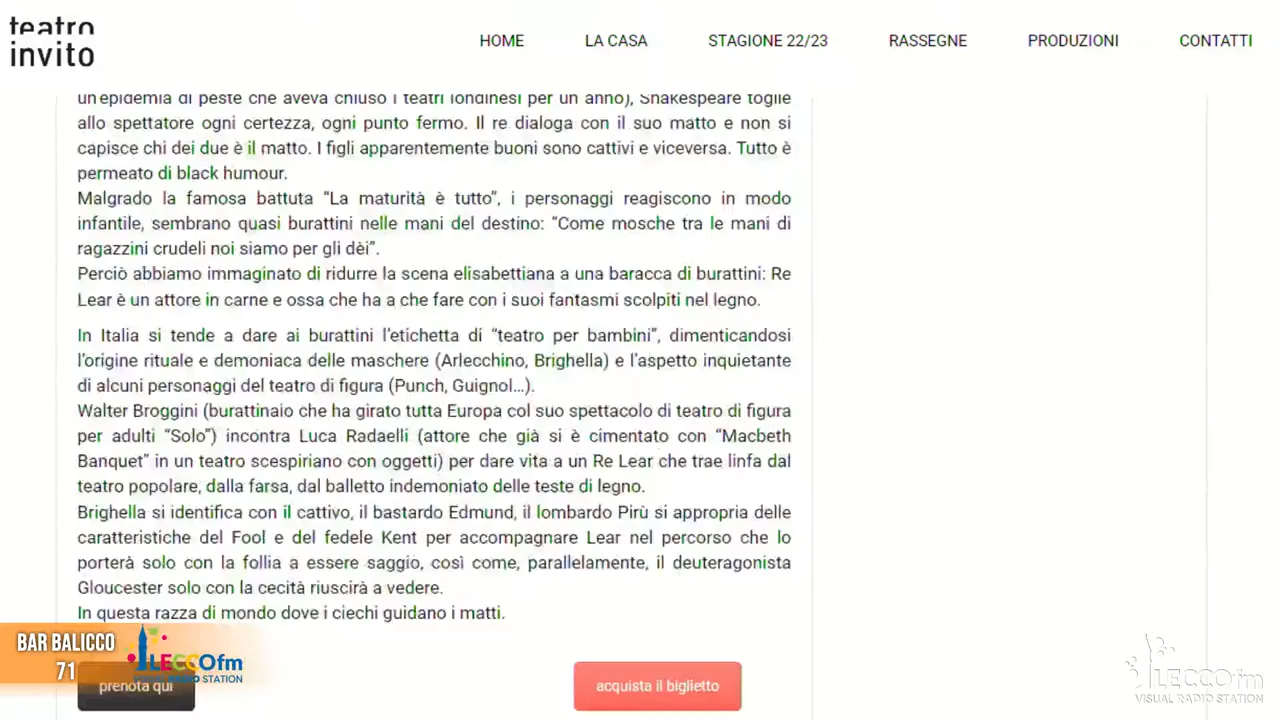 teatro
invito
HOME LA CASA STAGIONE 22/23 RASSEGNE PRODUZIONI CONTATTI
un'epidemia di peste che aveva chiuso i teatri londinesi per un anno), Shakespeare toglie
allo spettatore ogni certezza, ogni punto fermo. Il re dialoga con il suo matto e non si
capisce chi dei due è il matto. I figli apparentemente buoni sono cattivi e viceversa. Tutto è
permeato di black humour.
Malgrado la famosa battuta “La maturità è tutto”, i personaggi reagiscono in modo
infantile, sembrano quasi burattini nelle mani del destino: “Come mosche tra le mani di
ragazzini crudeli noi siamo per gli dèi”.
Perciò abbiamo immaginato di ridurre la scena elisabettiana a una baracca di burattini: Re
Lear è un attore in carne e ossa che ha a che fare con i suoi fantasmi scolpiti nel legno.
In Italia si tende a dare ai burattini l’etichetta di “teatro per bambini”, dimenticandosi
l’origine rituale e demoniaca delle maschere (Arlecchino, Brighella) e l’aspetto inquietante
di alcuni personaggi del teatro di figura (Punch, Guignol…).
Walter Broggini (burattinaio che ha girato tutta Europa col suo spettacolo di teatro di figura
per adulti “Solo”) incontra Luca Radaelli (attore che già si è cimentato con “Macbeth
Banquet” in un teatro scespiriano con oggetti) per dare vita a un Re Lear che trae linfa dal
teatro popolare, dalla farsa, dal balletto indemoniato delle teste di legno.
Brighella si identifica con il cattivo, il bastardo Edmund, il lombardo Pirù si appropria delle
caratteristiche del Fool e del fedele Kent per accompagnare Lear nel percorso che lo
porterà solo con la follia a essere saggio, così come, parallelamente, il deuteragonista
Gloucester solo con la cecità riuscirà a vedere.
In questa razza di mondo dove i ciechi guidano i matti.
BAR BALICCO
71
LECCOfm
VISUAL RADIO STATION
prenota qui
acquista il biglietto
LECCOfm
VISUAL RADIO STATION